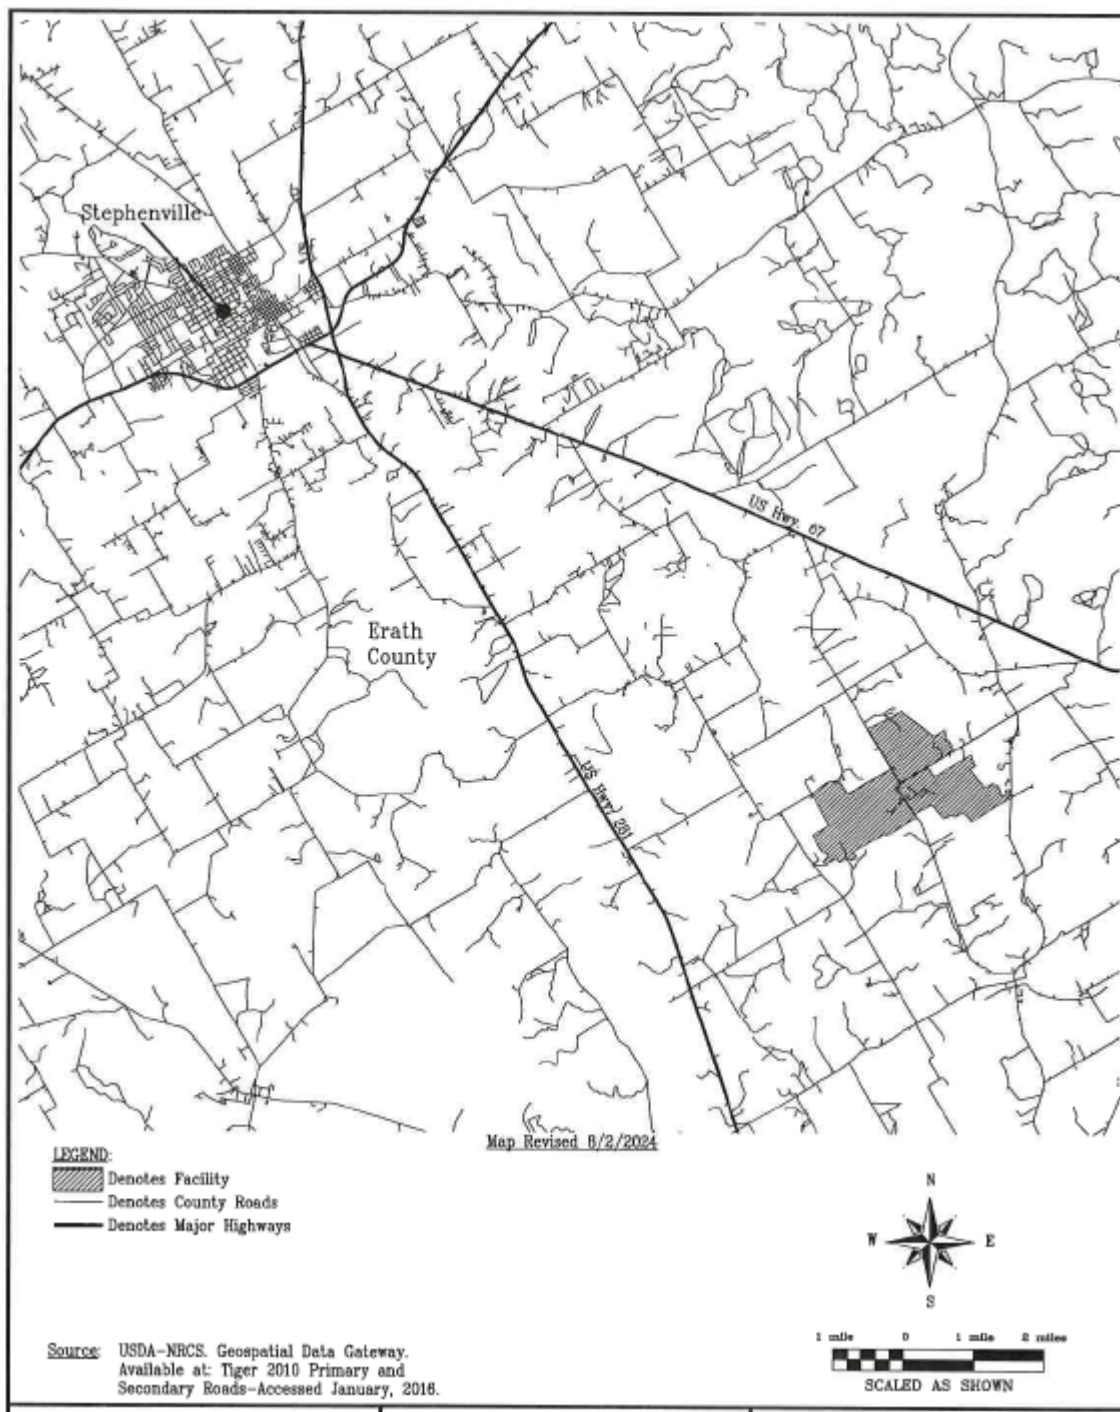 Stephenville
US Hwy. 67
Erath
County
US Hwy. 281
Map Revised 8/2/2024
LEGEND:
Denotes Facility
Denotes County Roads
Denotes Major Highways
N
W E
S
1 mile 0 1 mile 2 miles
SCALED AS SHOWN
Source: USDA-NRCS. Geospatial Data Gateway.
Available at: Tiger 2010 Primary and
Secondary Roads-Accessed January, 2016.